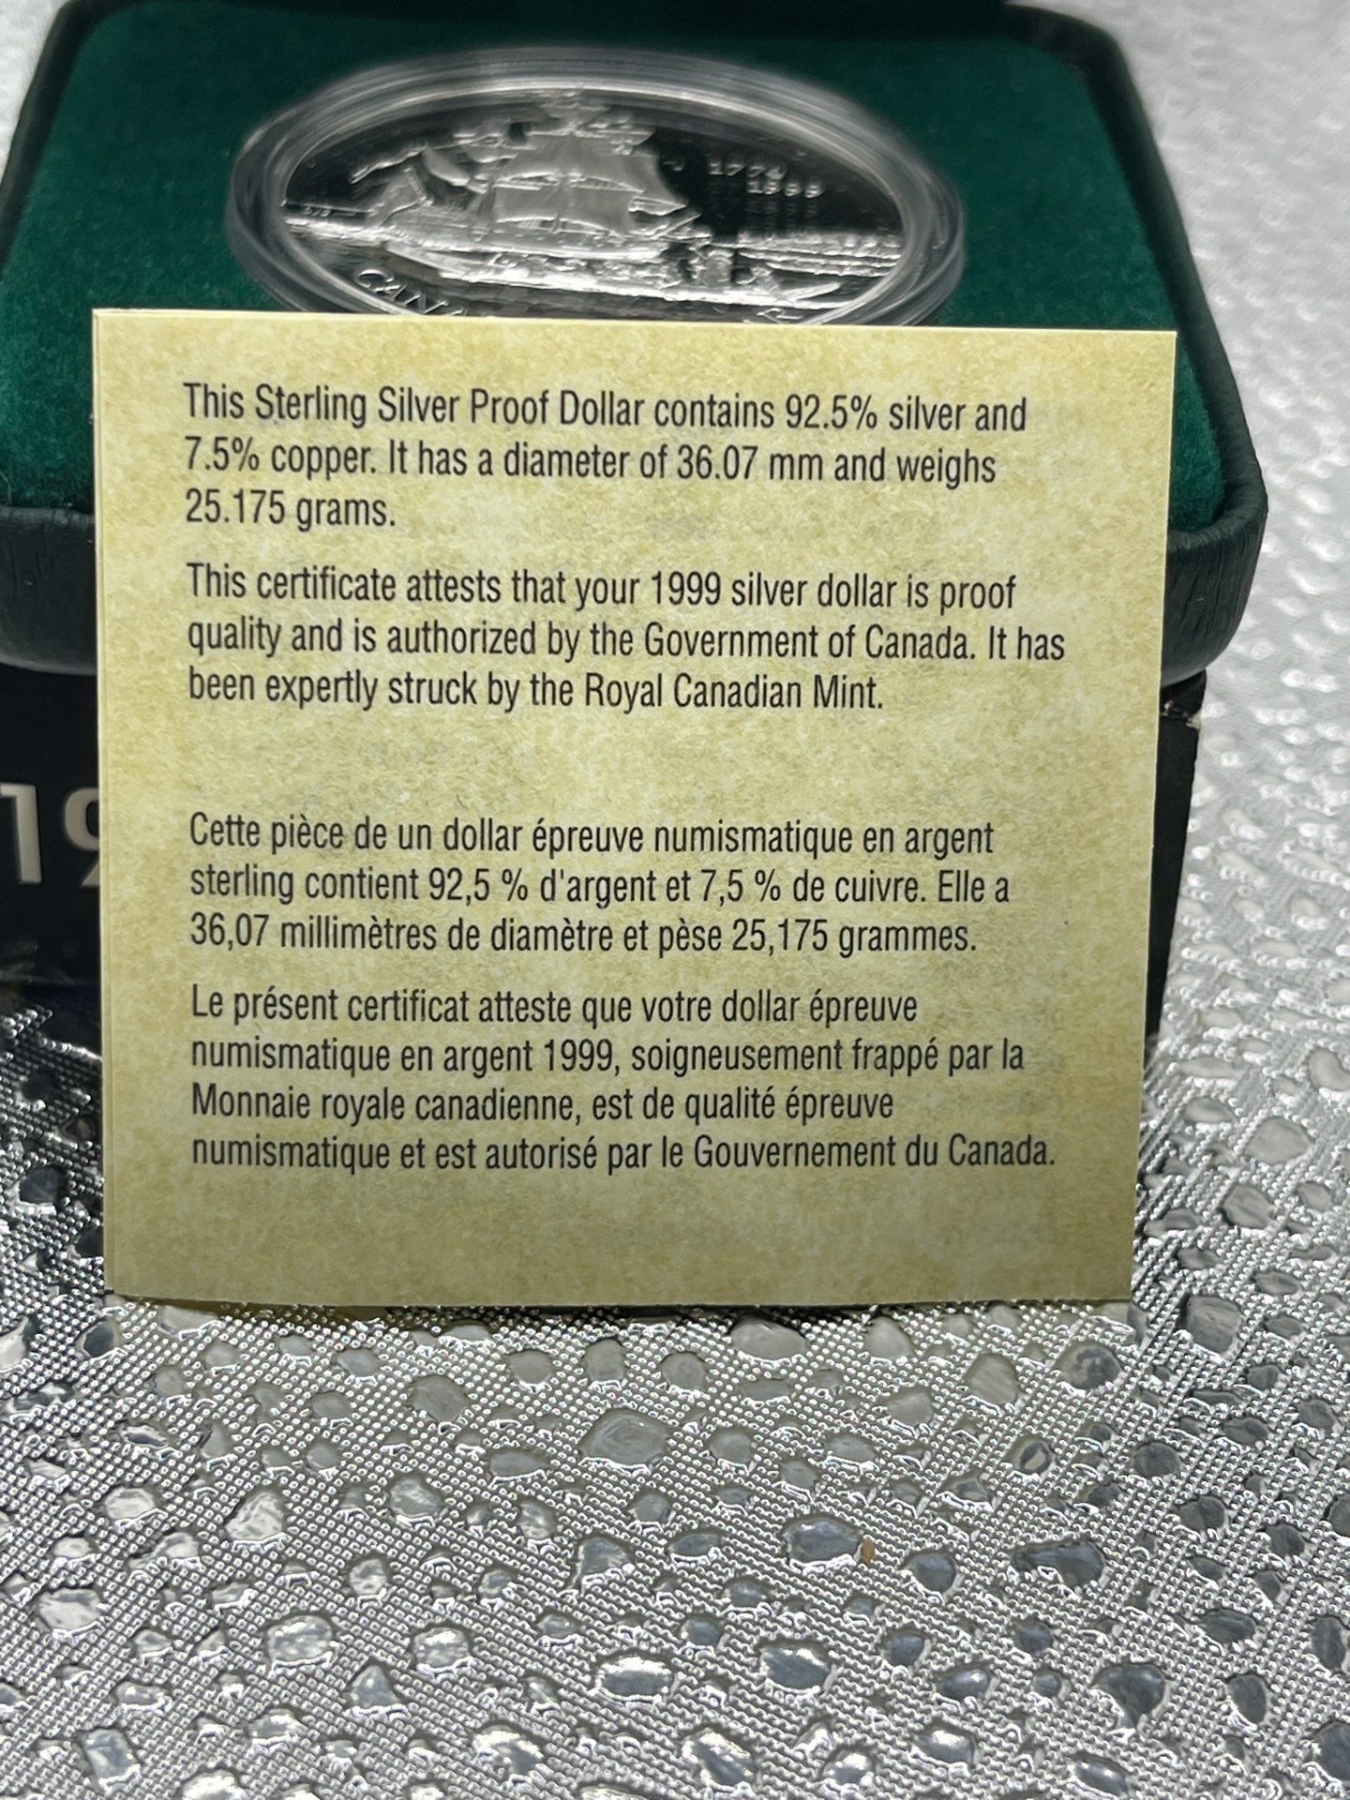 1774
1999
CANA
This Sterling Silver Proof Dollar contains 92.5% silver and
7.5% copper. It has a diameter of 36.07 mm and weighs
25.175 grams.
This certificate attests that your 1999 silver dollar is proof
quality and is authorized by the Government of Canada. It has
been expertly struck by the Royal Canadian Mint.
19
Cette pièce de un dollar épreuve numismatique en argent
sterling contient 92,5 % d'argent et 7,5 % de cuivre. Elle a
36,07 millimètres de diamètre et pèse 25,175 grammes.
Le présent certificat atteste que votre dollar épreuve
numismatique en argent 1999, soigneusement frappé par la
Monnaie royale canadienne, est de qualité épreuve
numismatique et est autorisé par le Gouvernement du Canada.